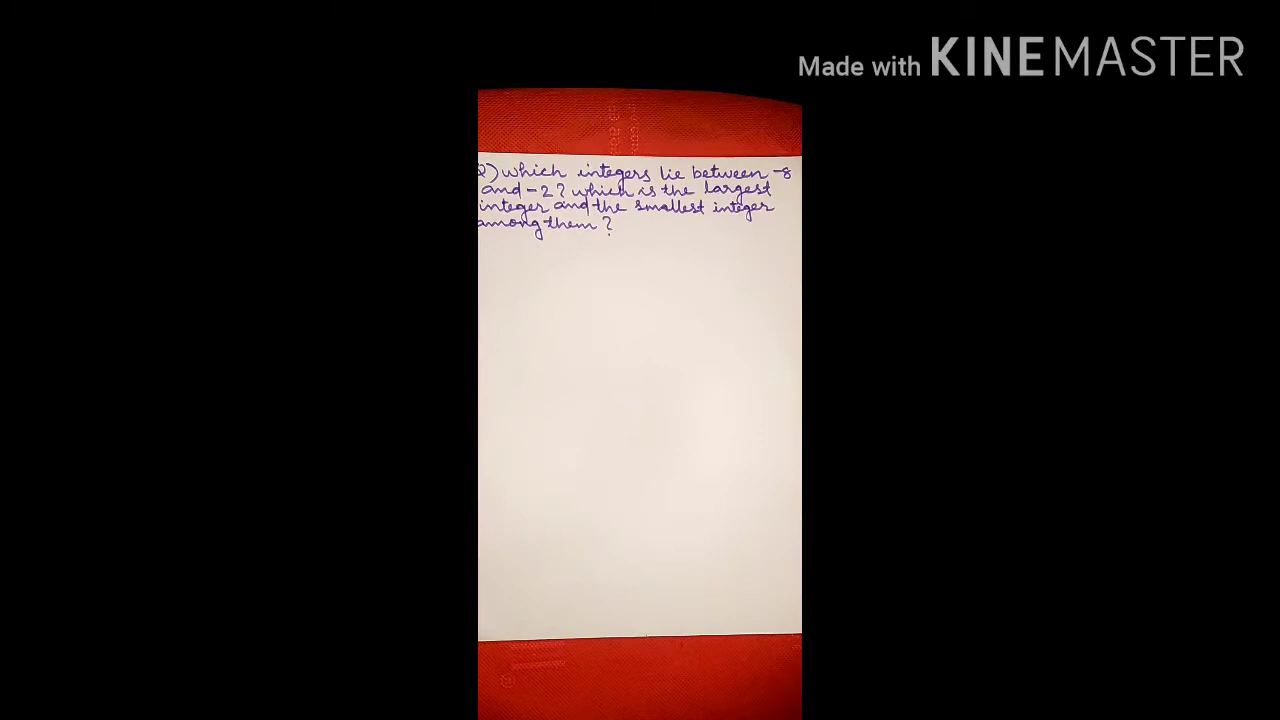 Made with KINEMASTER
Q) which integers lie between -8
and -2? which is the largest
integer and the smallest integer
among them?